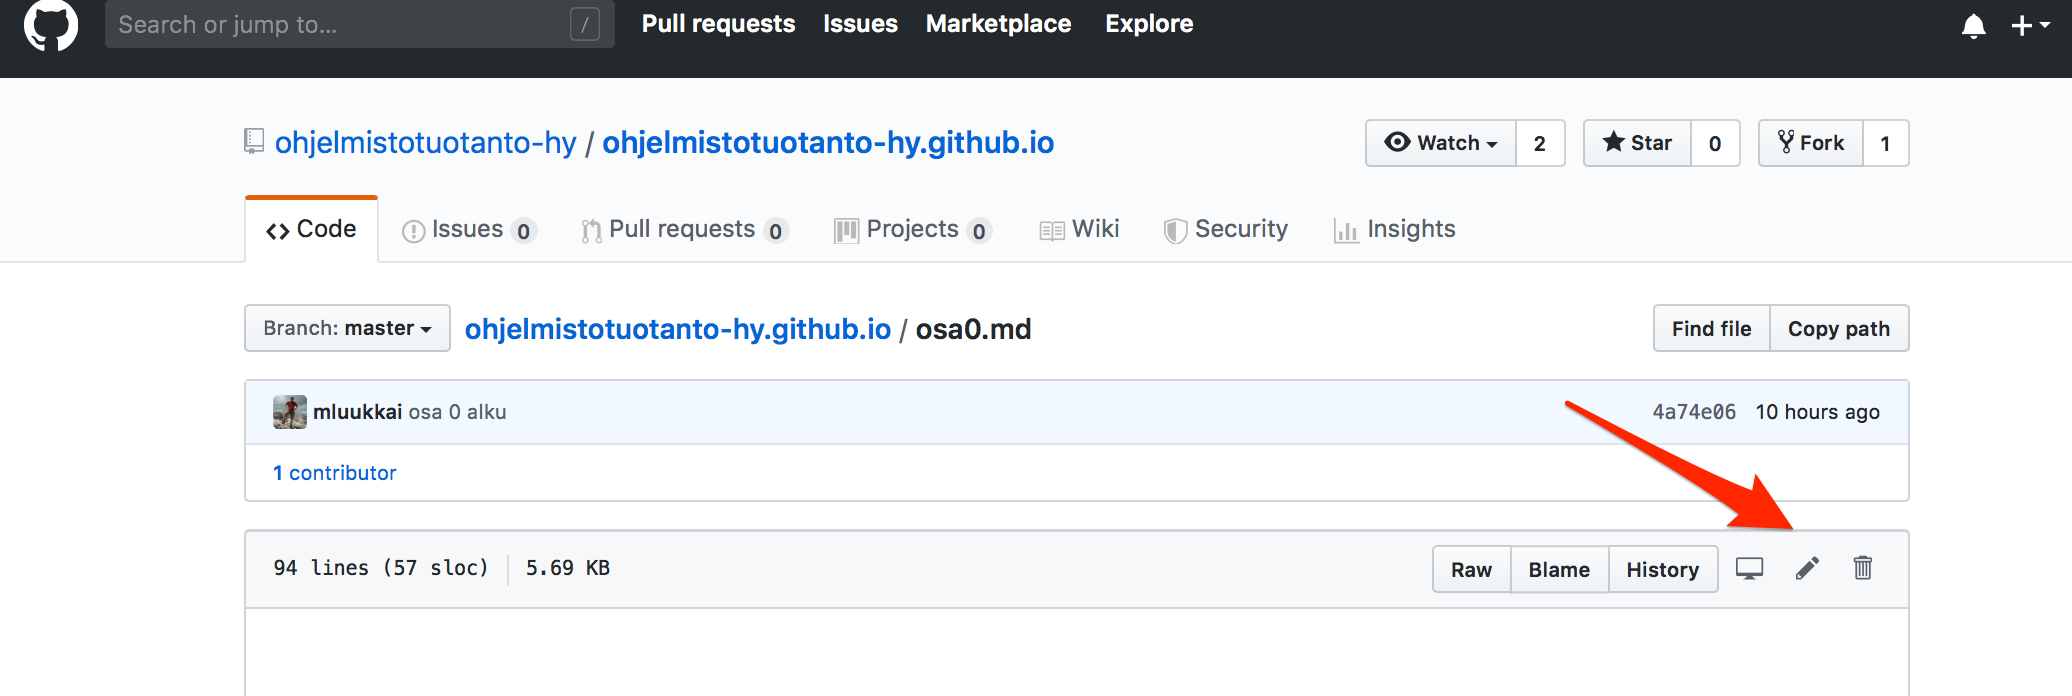 Search or jump to... / Pull requests Issues Marketplace Explore
ohjelmistotuotanto-hy / ohjelmistotuotanto-hy.github.io Watch 2 Star 0 Fork 1
Code Issues 0 Pull requests 0 Projects 0 Wiki Security Insights
Branch: master ohjelmistotuotanto-hy.github.io / osa0.md Find file Copy path
mluukkai osa 0 alku 4a74e06 10 hours ago
1 contributor
94 lines (57 sloc) 5.69 KB Raw Blame History